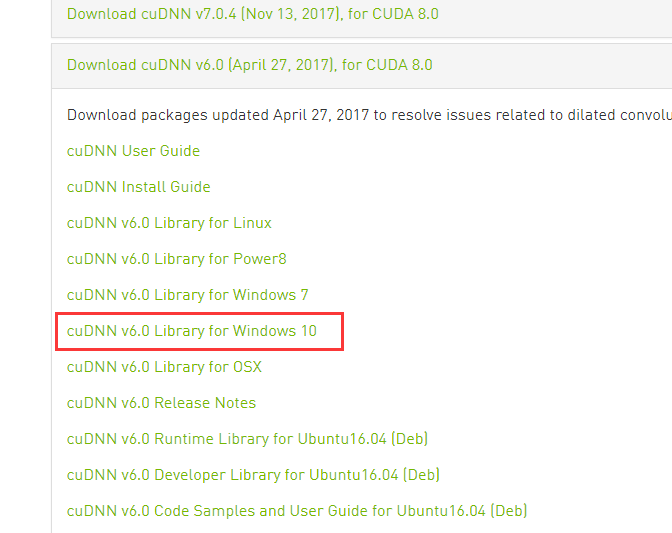 Download cuDNN v7.0.4 (Nov 13, 2017), for CUDA 8.0
Download cuDNN v6.0 (April 27, 2017), for CUDA 8.0
Download packages updated April 27, 2017 to resolve issues related to dilated convolu
cuDNN User Guide
cuDNN Install Guide
cuDNN v6.0 Library for Linux
cuDNN v6.0 Library for Power8
cuDNN v6.0 Library for Windows 7
cuDNN v6.0 Library for Windows 10
cuDNN v6.0 Library for OSX
cuDNN v6.0 Release Notes
cuDNN v6.0 Runtime Library for Ubuntu16.04 (Deb)
cuDNN v6.0 Developer Library for Ubuntu16.04 (Deb)
cuDNN v6.0 Code Samples and User Guide for Ubuntu16.04 (Deb)